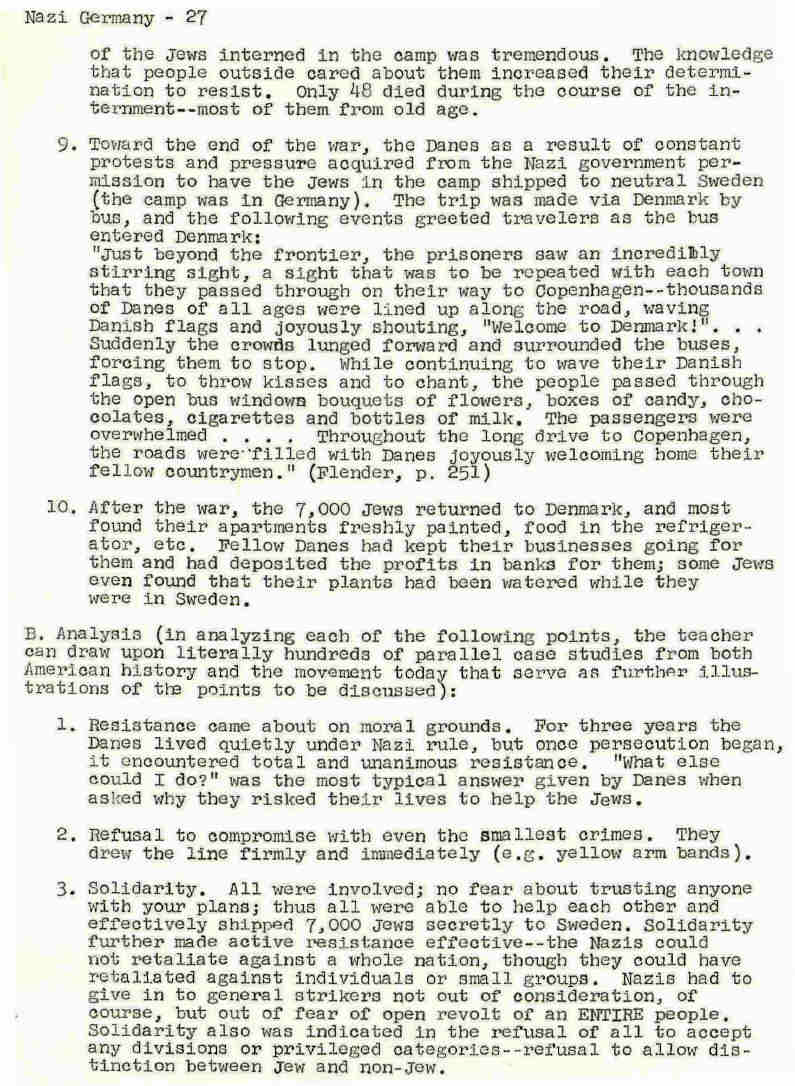 Nazi Germany - 27
of the Jews interned in the camp was tremendous. The knowledge
that people outside cared about them increased their determi-
nation to resist. Only 48 died during the course of the in-
ternment--most of them from old age.
9. Toward the end of the war, the Danes as a result of constant
protests and pressure acquired from the Nazi government per-
mission to have the Jews in the camp shipped to neutral Sweden
(the camp was in Germany). The trip was made via Denmark by
bus, and the following events greeted travelers as the bus
entered Denmark:
"Just beyond the frontier, the prisoners saw an incredibly
stirring sight, a sight that was to be repeated with each town
that they passed through on their way to Copenhagen--thousands
of Danes of all ages were lined up along the road, waving
Danish flags and joyously shouting, "Welcome to Denmark!". . .
Suddenly the crowds lunged forward and surrounded the buses,
forcing them to stop. While continuing to wave their Danish
flags, to throw kisses and to chant, the people passed through
the open bus windows bouquets of flowers, boxes of candy, cho-
colates, cigarettes and bottles of milk. The passengers were
overwhelmed . . . . Throughout the long drive to Copenhagen,
the roads were filled with Danes joyously welcoming home their
fellow countrymen." (Flender, p. 251)
10. After the war, the 7,000 Jews returned to Denmark, and most
found their apartments freshly painted, food in the refriger-
ator, etc. Fellow Danes had kept their businesses going for
them and had deposited the profits in banks for them; some Jews
even found that their plants had been watered while they
were in Sweden.
B. Analysis (in analyzing each of the following points, the teacher
can draw upon literally hundreds of parallel case studies from both
American history and the movement today that serve as further illus-
trations of the points to be discussed):
1. Resistance came about on moral grounds. For three years the
Danes lived quietly under Nazi rule, but once persecution began,
it encountered total and unanimous resistance. "What else
could I do?" was the most typical answer given by Danes when
asked why they risked their lives to help the Jews.
2. Refusal to compromise with even the smallest crimes. They
drew the line firmly and immediately (e.g. yellow arm bands).
3. Solidarity. All were involved; no fear about trusting anyone
with your plans; thus all were able to help each other and
effectively shipped 7,000 Jews secretly to Sweden. Solidarity
further made active resistance effective--the Nazis could
not retaliate against a whole nation, though they could have
retaliated against individuals or small groups. Nazis had to
give in to general strikers not out of consideration, of
course, but out of fear of open revolt of an ENTIRE people.
Solidarity also was indicated in the refusal of all to accept
any divisions or privileged categories--refusal to allow dis-
tinction between Jew and non-Jew.